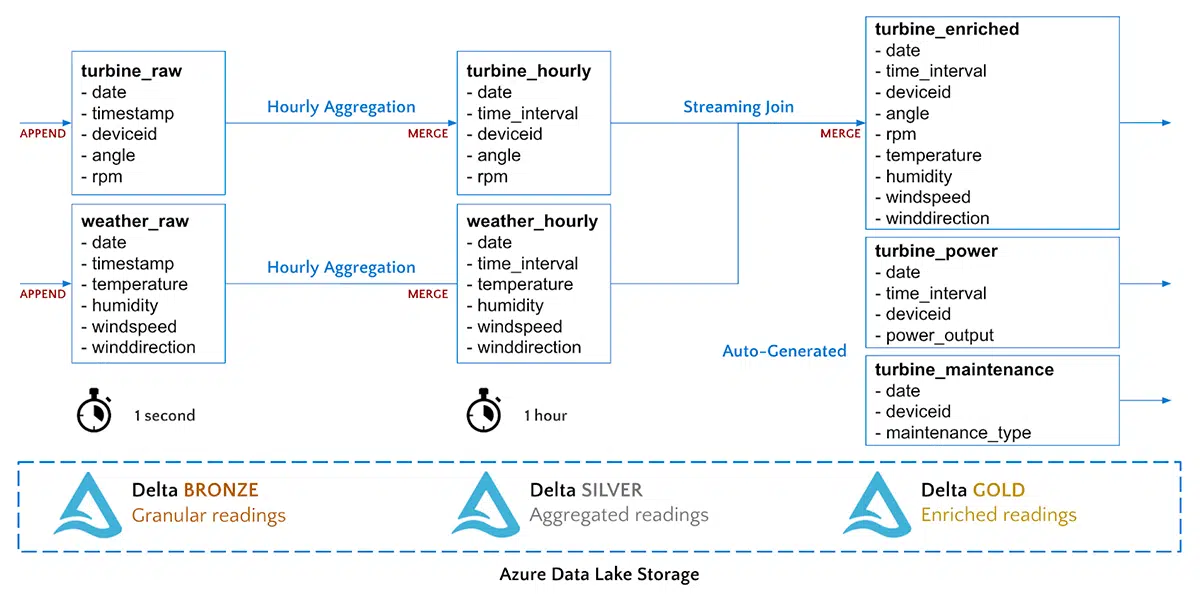 turbine_raw
- date
- timestamp
- deviceid
- angle
- rpm
APPEND
Hourly Aggregation
MERGE
turbine_hourly
- date
- time_interval
- deviceid
- angle
- rpm
Streaming Join
MERGE
turbine_enriched
- date
- time_interval
- deviceid
- angle
- rpm
- temperature
- humidity
- windspeed
- winddirection
weather_raw
- date
- timestamp
- temperature
- humidity
- windspeed
- winddirection
APPEND
Hourly Aggregation
MERGE
weather_hourly
- date
- time_interval
- temperature
- humidity
- windspeed
- winddirection
turbine_power
- date
- time_interval
- deviceid
- power_output
Auto-Generated
turbine_maintenance
- date
- deviceid
- maintenance_type
1 second
1 hour
Delta BRONZE
Granular readings
Delta SILVER
Aggregated readings
Delta GOLD
Enriched readings
Azure Data Lake Storage